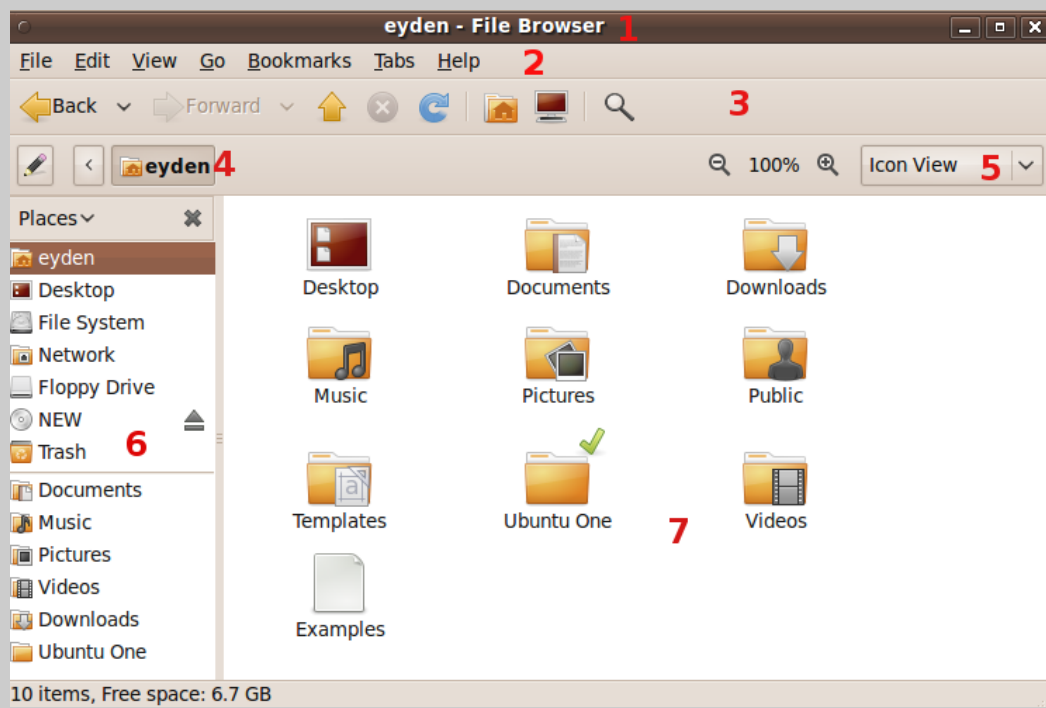 eyden - File Browser 1
File Edit View Go Bookmarks Tabs Help 2
Back Forward 3
eyden 4 100% Icon View 5
Places
eyden
Desktop
File System
Network
Floppy Drive
NEW
Trash 6
Documents
Music
Pictures
Videos
Downloads
Ubuntu One
Desktop Documents Downloads
Music Pictures Public
Templates Ubuntu One Videos
7
Examples
10 items, Free space: 6.7 GB